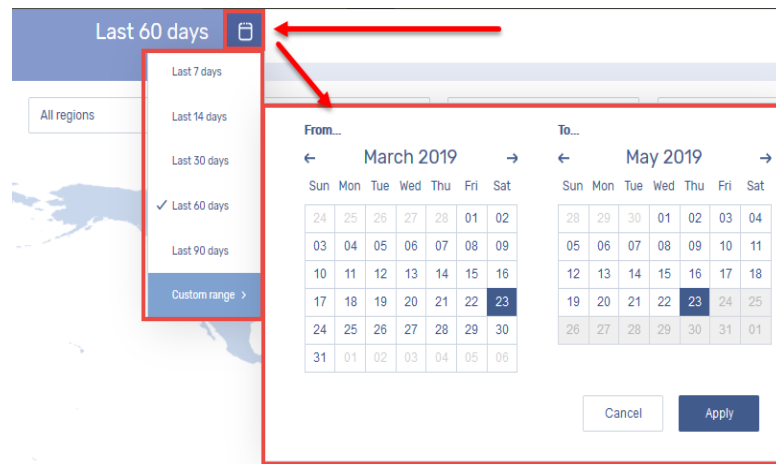 Last 60 days
Last 7 days
All regions
Last 14 days
Last 30 days
Last 60 days
Last 90 days
Custom range
From...
March 2019
Sun Mon Tue Wed Thu Fri Sat
24 25 26 27 28 01 02
03 04 05 06 07 08 09
10 11 12 13 14 15 16
17 18 19 20 21 22 23
24 25 26 27 28 29 30
31 01 02 03 04 05 06
To...
May 2019
Sun Mon Tue Wed Thu Fri Sat
28 29 30 01 02 03 04
05 06 07 08 09 10 11
12 13 14 15 16 17 18
19 20 21 22 23 24 25
26 27 28 29 30 31 01
Cancel
Apply